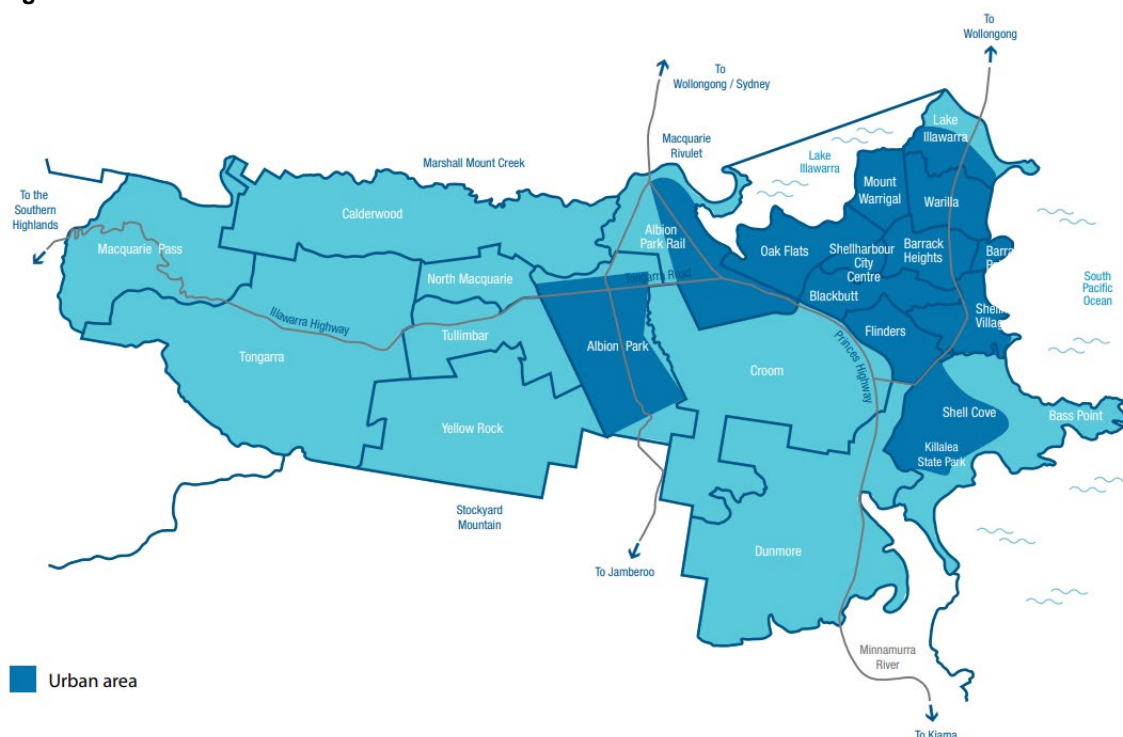 To
Wollongong
To
Wollongong / Sydney
Lake
Illawarra
Macquarie
Rivulet
Lake
Illawarra
Marshall Mount Creek
Mount
Warrigal
Warilla
To the
Southern
Highlands
Calderwood
Macquarie Pass
Albion
Park Rail
Oak Flats
Shellharbour
City
Centre
Barrack
Heights
North Macquarie
Tongarra Road
South
Pacific
Ocean
Blackbutt
Village
Illawarra Highway
Tullimbar
Flinders
Albion Park
Princes Highway
Tongarra
Croom
Shell Cove
Bass Point
Yellow Rock
Killalea
State Park
Stockyard
Mountain
Dunmore
To Jamberoo
Minnamurra
River
Urban area
To Kiama